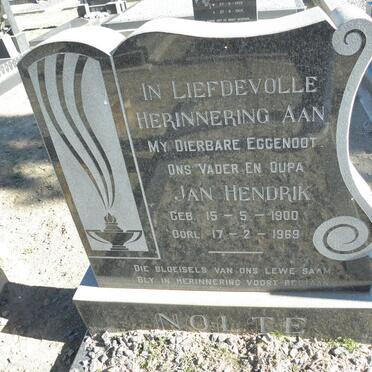 IN LIEFDEVOLLE
HERINNERING AAN
MY DIERBARE EGGENOOT
ONS VADER EN OUPA
JAN HENDRIK
GEB. 15-5-1900
OORL. 17-2-1969
DIE BLOEISELS VAN ONS LEWE SAAM,
BLY IN HERINNERING VOORT BESTAAN
NOLTE